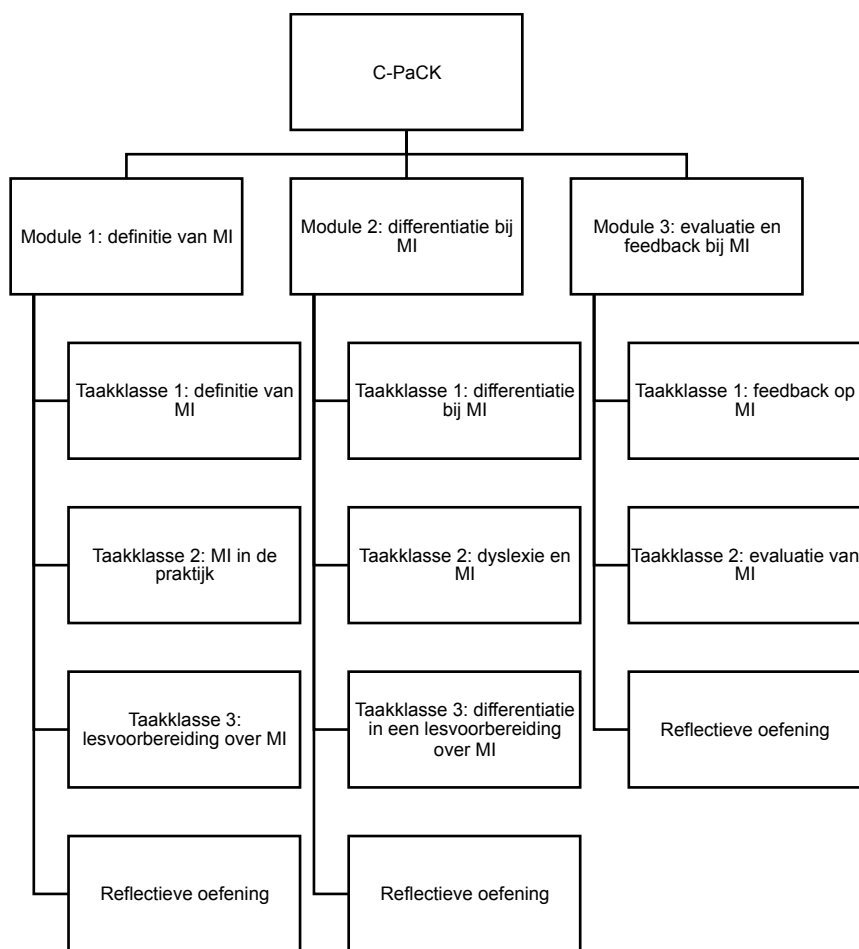 C-PaCK
Module 1: definitie van MI
Module 2: differentiatie bij
MI
Module 3: evaluatie en
feedback bij MI
Taakklasse 1: definitie van
MI
Taakklasse 1: differentiatie
bij MI
Taakklasse 1: feedback op
MI
Taakklasse 2: MI in de
praktijk
Taakklasse 2: dyslexie en
MI
Taakklasse 2: evaluatie van
MI
Taakklasse 3:
lesvoorbereiding over MI
Taakklasse 3: differentiatie
in een lesvoorbereiding
over MI
Reflectieve oefening
Reflectieve oefening
Reflectieve oefening